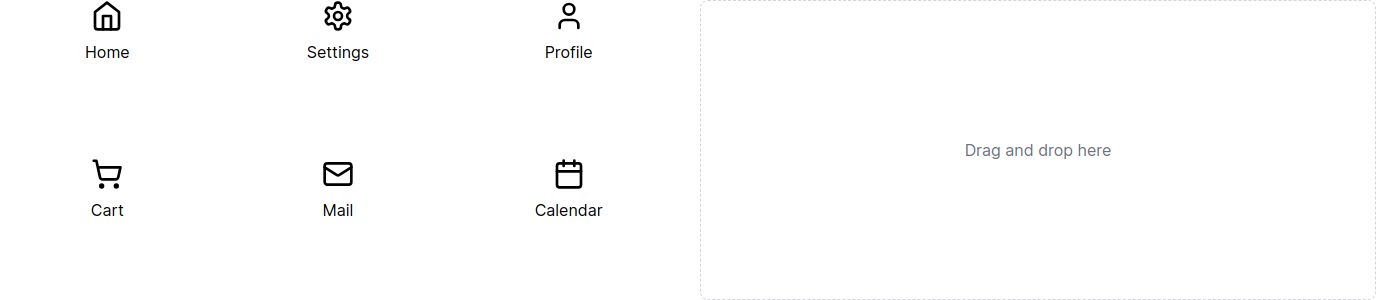 Home
Settings
Profile
Cart
Mail
Calendar
Drag and drop here